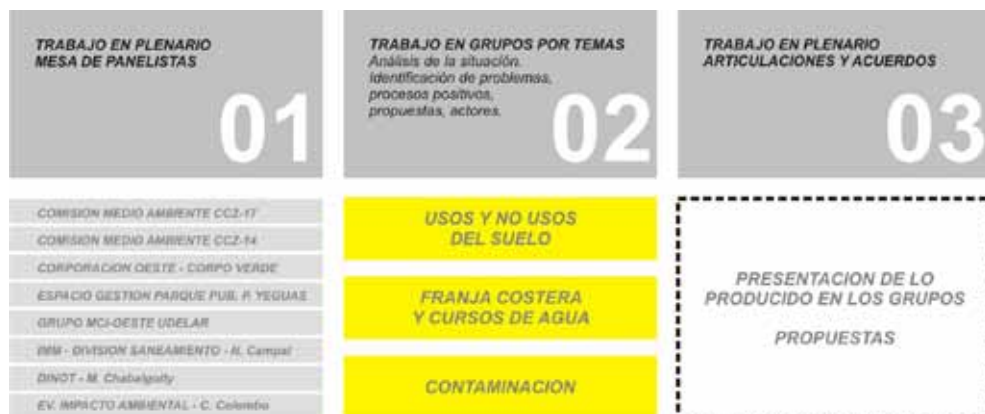 TRABAJO EN PLENARIO
MESA DE PANELISTAS
01
COMISION MEDIO AMBIENTE CCZ-17
COMISION MEDIO AMBIENTE CCZ-14
CORPORACION OESTE - CORPO VERDE
ESPACIO GESTION PARQUE PUB. P. YEGUAS
GRUPO MCI-OESTE UDELAR
IMM - DIVISION SANEAMIENTO - N. Campal
DINOT - M.
EV. IMPACTO AMBIENTAL - C. Colombo
TRABAJO EN GRUPOS POR TEMAS
Análisis de la situación.
Identificación de problemas,
procesos positivos,
propuestas, actores.
02
USOS Y NO USOS
DEL SUELO
FRANJA COSTERA
Y CURSOS DE AGUA
CONTAMINACION
TRABAJO EN PLENARIO
ARTICULACIONES Y ACUERDOS
03
PRESENTACION DE LO
PRODUCIDO EN LOS GRUPOS
PROPUESTAS